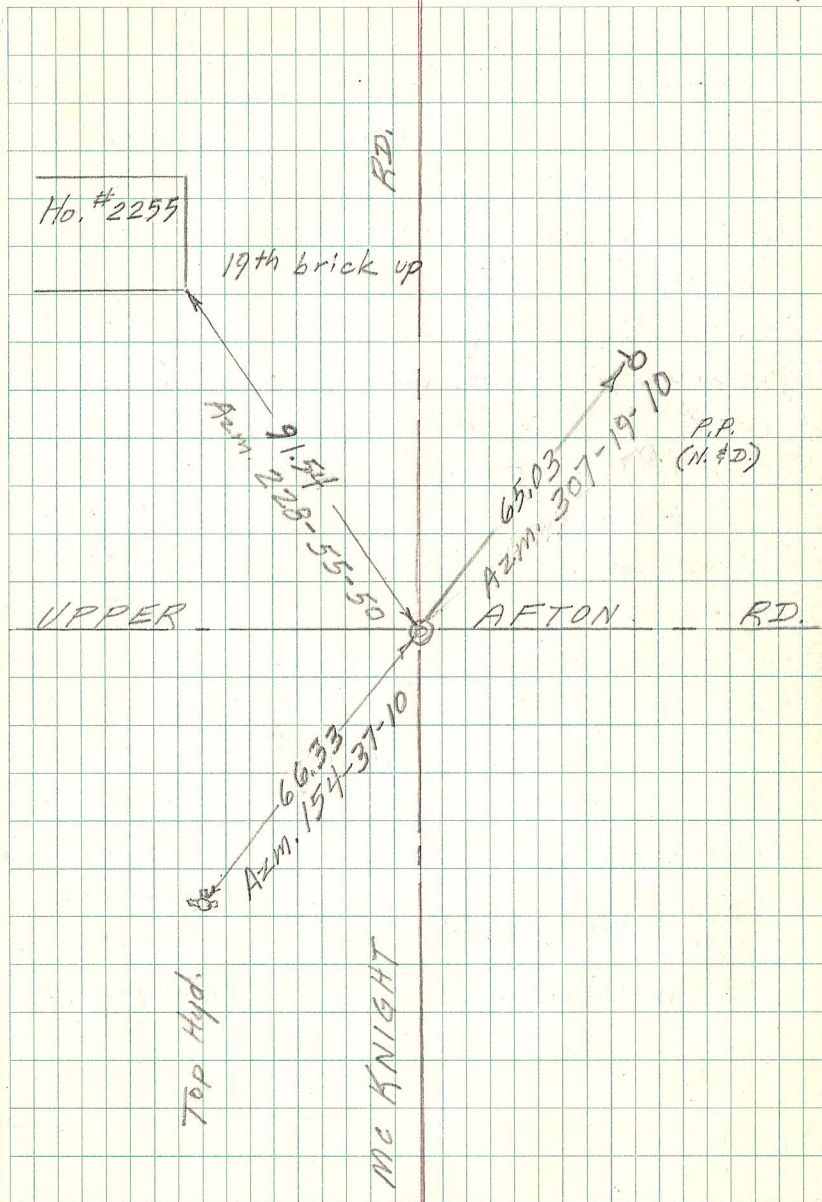 RD.
Ho. #2255
19th brick up
91.54
Azm. 228-55-50
65.03
Azm. 307-19-10
P.P.
(N.&D.)
UPPER AFTON RD.
66.33
Azm. 154-37-10
Top Hyd.
Mc KNIGHT